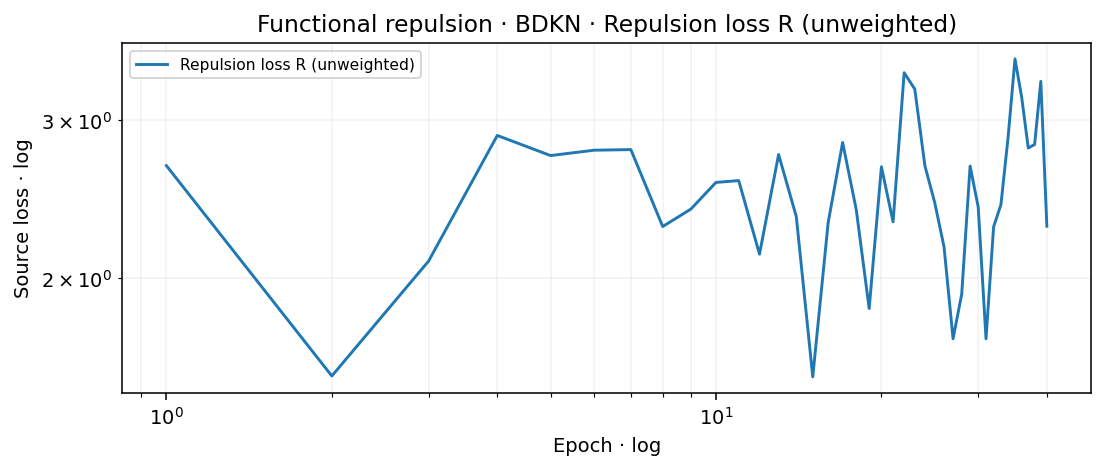 Functional repulsion · BDKN · Repulsion loss R (unweighted)
Repulsion loss R (unweighted)
Source loss · log
3 × 10⁰
2 × 10⁰
10⁰ 10¹
Epoch · log